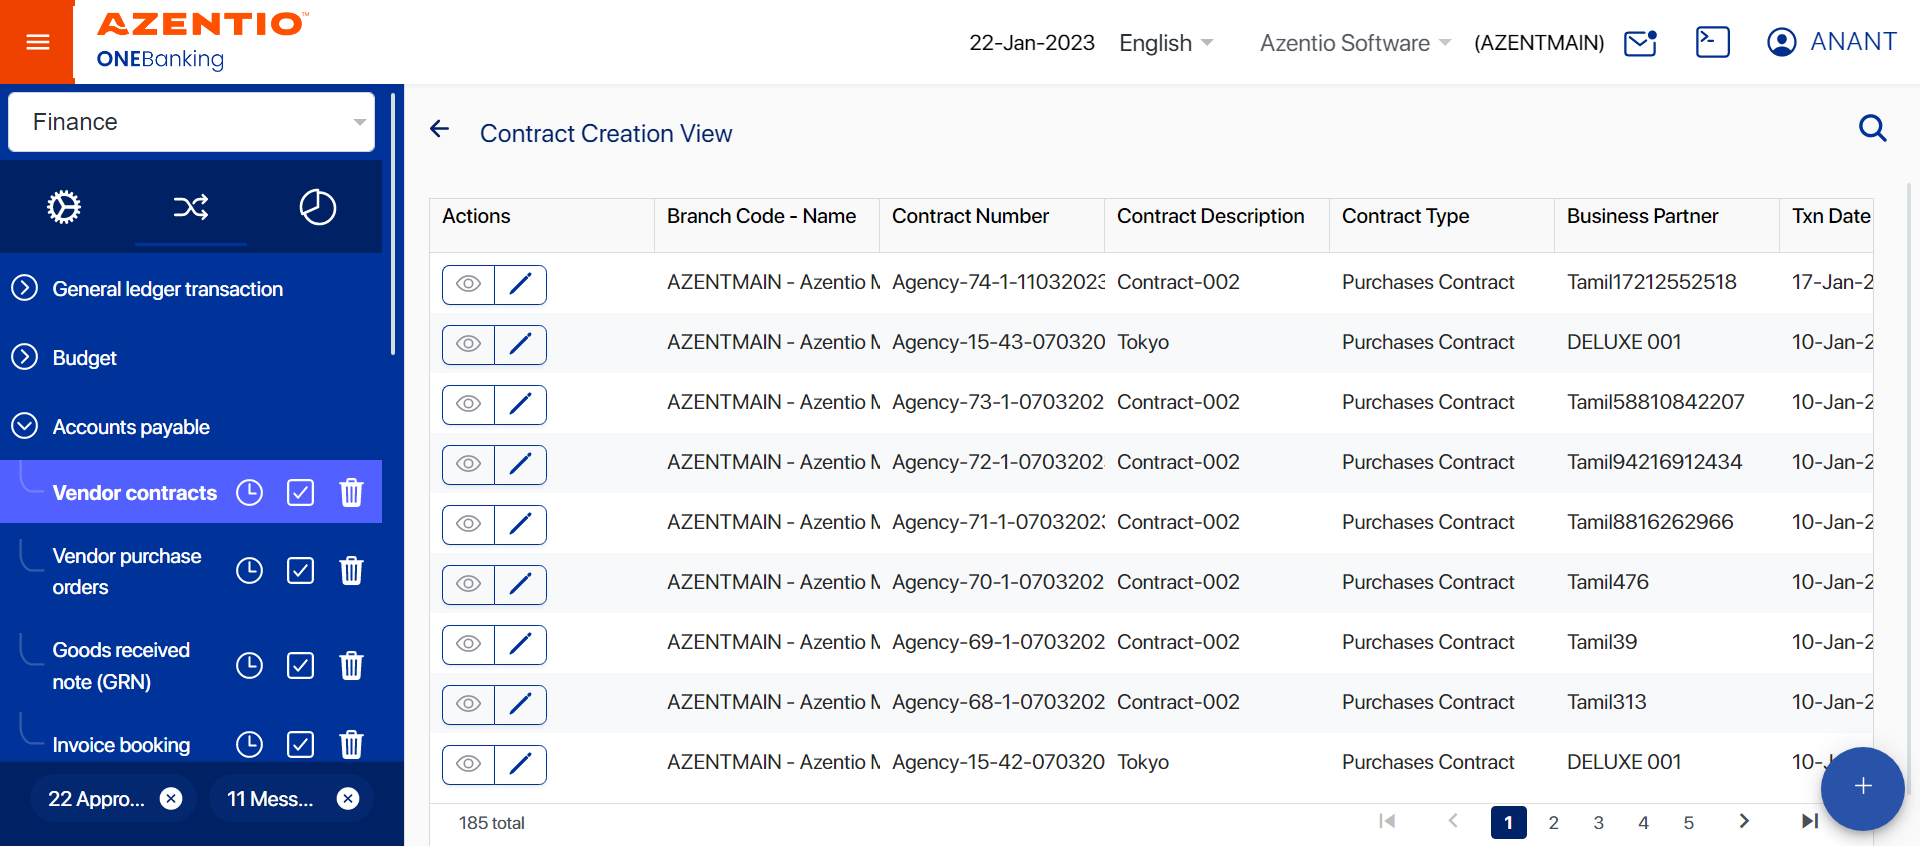 AZENTIO™
ONEBanking
22-Jan-2023 English Azentio Software (AZENTMAIN) ANANT
Finance
General ledger transaction
Budget
Accounts payable
Vendor contracts
Vendor purchase
orders
Goods received
note (GRN)
Invoice booking
22 Appro...
11 Mess...
Contract Creation View
Actions Branch Code - Name Contract Number Contract Description Contract Type Business Partner Txn Date
AZENTMAIN - Azentio Agency-74-1-11032023 Contract-002 Purchases Contract Tamil17212552518 17-Jan-2
AZENTMAIN - Azentio Agency-15-43-070320 Tokyo Purchases Contract DELUXE 001 10-Jan-2
AZENTMAIN - Azentio Agency-73-1-0703202 Contract-002 Purchases Contract Tamil58810842207 10-Jan-2
AZENTMAIN - Azentio Agency-72-1-0703202 Contract-002 Purchases Contract Tamil94216912434 10-Jan-2
AZENTMAIN - Azentio Agency-71-1-07032023 Contract-002 Purchases Contract Tamil8816262966 10-Jan-2
AZENTMAIN - Azentio Agency-70-1-0703202 Contract-002 Purchases Contract Tamil476 10-Jan-2
AZENTMAIN - Azentio Agency-69-1-0703202 Contract-002 Purchases Contract Tamil39 10-Jan-2
AZENTMAIN - Azentio Agency-68-1-0703202 Contract-002 Purchases Contract Tamil313 10-Jan-2
AZENTMAIN - Azentio Agency-15-42-070320 Tokyo Purchases Contract DELUXE 001 10-J
185 total 1 2 3 4 5